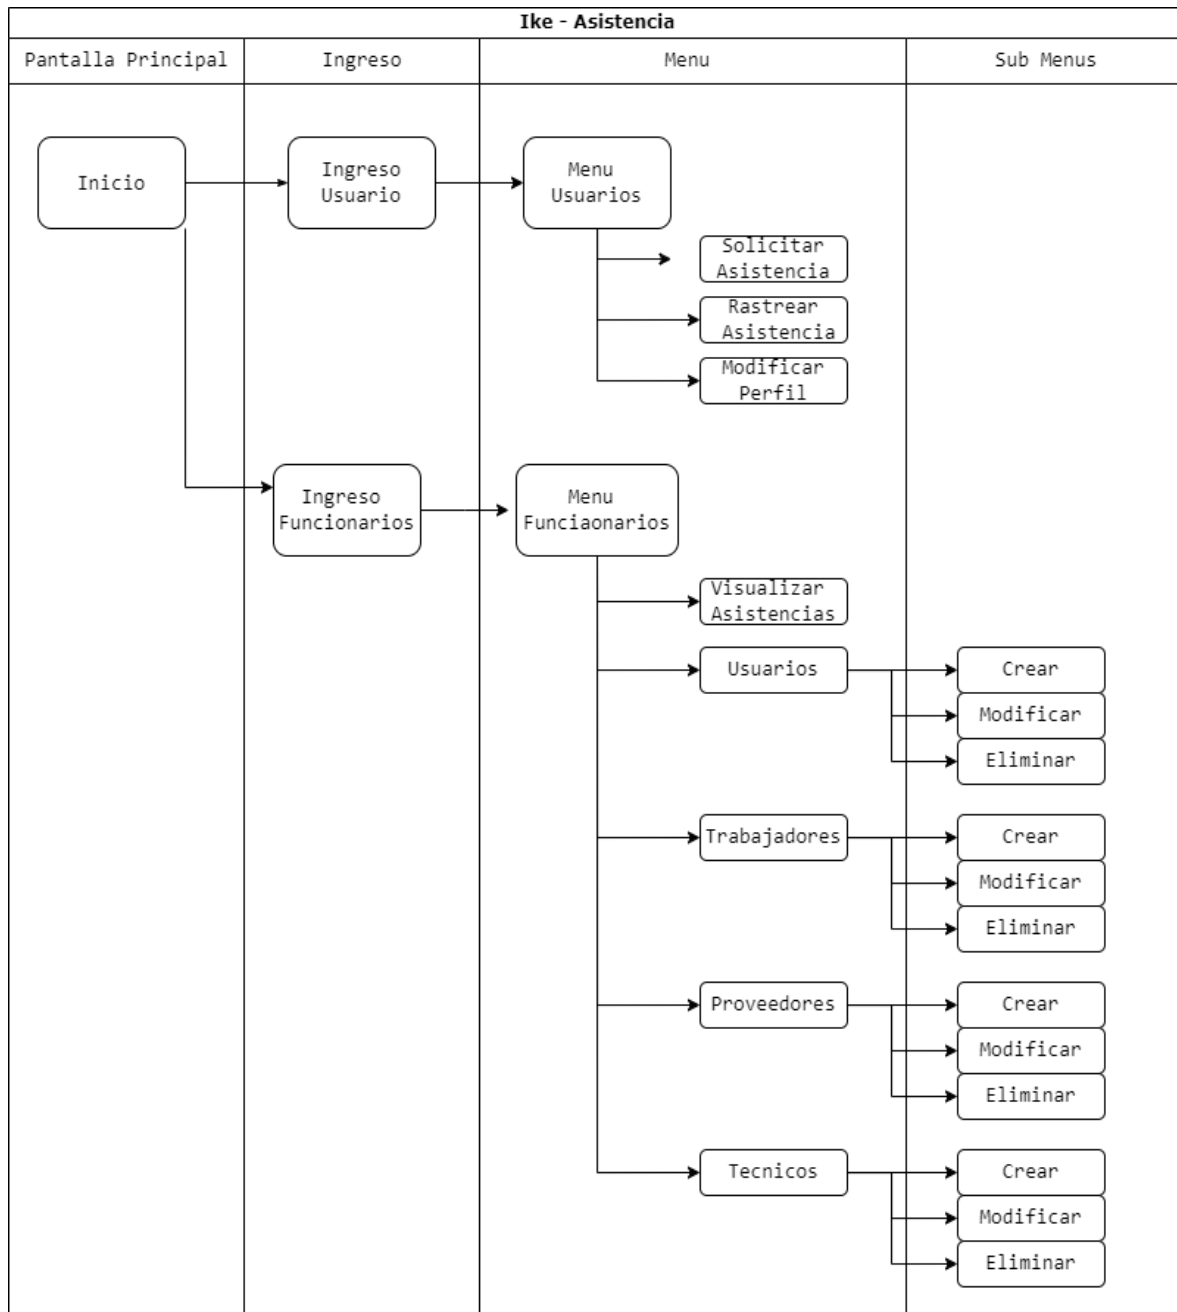 Ike - Asistencia
Pantalla Principal
Ingreso
Menu
Sub Menus
Inicio
Ingreso
Usuario
Menu
Usuarios
Solicitar
Asistencia
Rastrear
Asistencia
Modificar
Perfil
Ingreso
Funcionarios
Menu
Funciaonarios
Visualizar
Asistencias
Usuarios
Crear
Modificar
Eliminar
Trabajadores
Crear
Modificar
Eliminar
Proveedores
Crear
Modificar
Eliminar
Tecnicos
Crear
Modificar
Eliminar